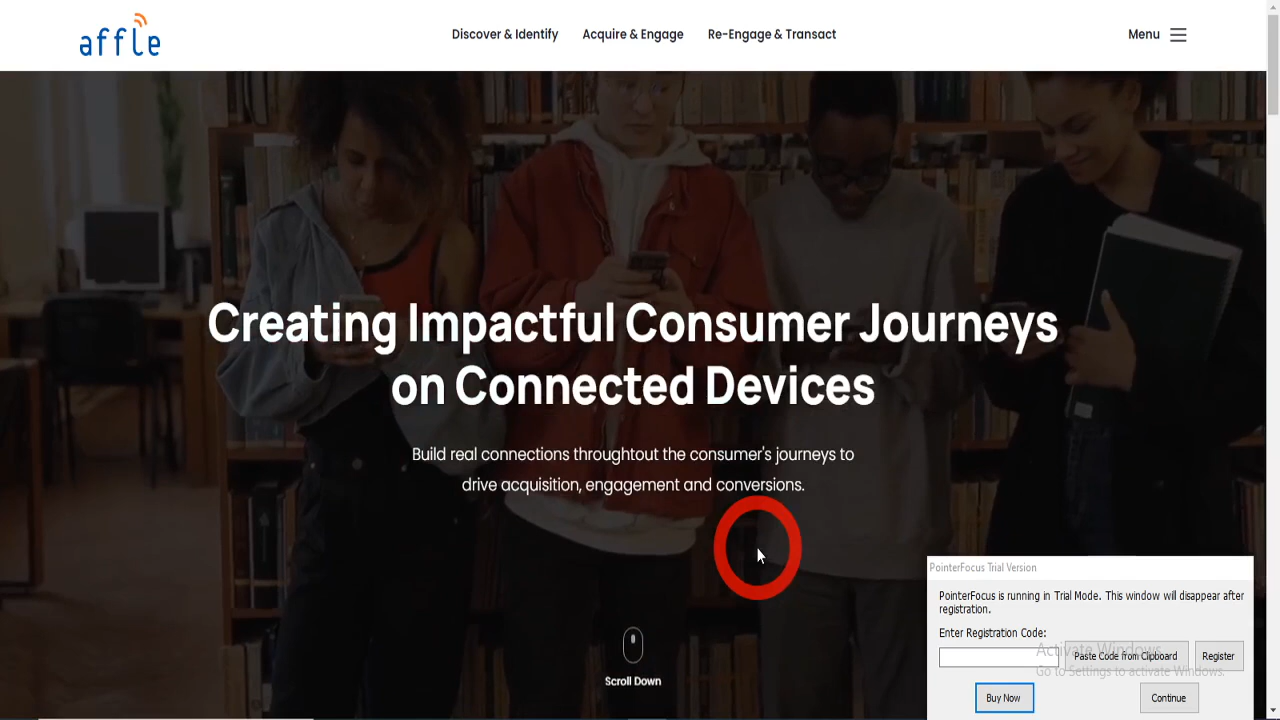 affle
Discover & Identify
Acquire & Engage
Re-Engage & Transact
Menu
Creating Impactful Consumer Journeys
on Connected Devices
Build real connections throughtout the consumer's journeys to
drive acquisition, engagement and conversions.
Scroll Down
PointerFocus Trial Version
PointerFocus is running in Trial Mode. This window will disappear after
registration.
Enter Registration Code:
Activate Windows
Paste Code from Clipboard
Register
Go to Settings to activate Windows.
Buy Now
Continue